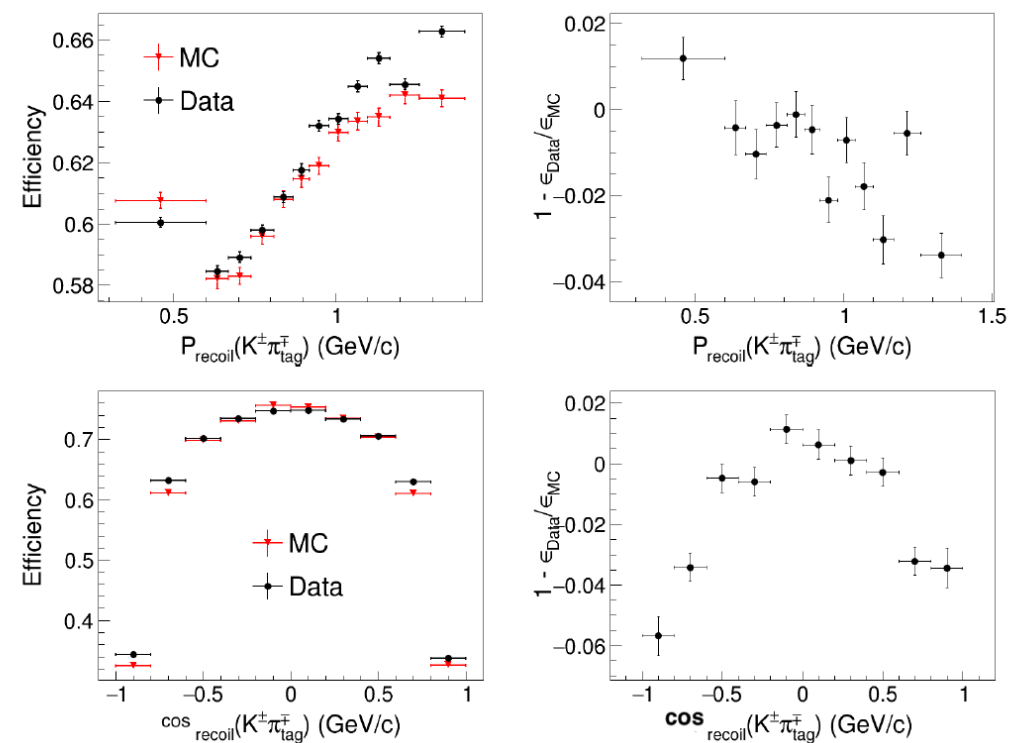 0.66
0.64
0.62
0.6
0.58
Efficiency
MC
Data
0.5 1
P_recoil(K^±π^∓_tag) (GeV/c)
0.02
0
−0.02
−0.04
1 - ϵ_Data/ϵ_MC
0.5 1 1.5
P_recoil(K^±π^∓_tag) (GeV/c)
0.7
0.6
0.5
0.4
Efficiency
MC
Data
−1 −0.5 0 0.5 1
cos_recoil(K^±π^∓_tag) (GeV/c)
0.02
0
−0.02
−0.04
−0.06
1 - ϵ_Data/ϵ_MC
−1 −0.5 0 0.5 1
cos_recoil(K^±π^∓_tag) (GeV/c)